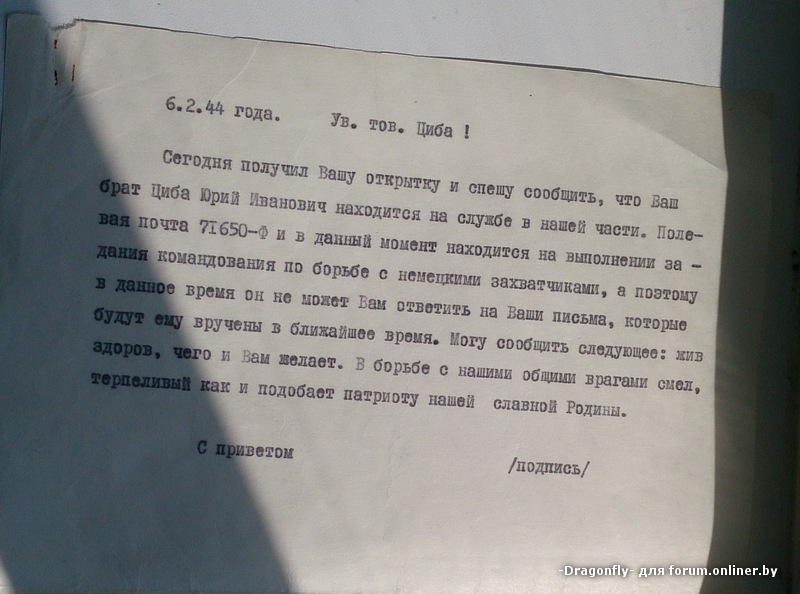 6.2.44 года. Ув. тов. Циба !
Сегодня получил Вашу открытку и спешу сообщить, что Ваш
брат Циба Юрий Иванович находится на службе в нашей части. Поле-
вая почта 71650-Ф и в данный момент находится на выполнении за -
дания командования по борьбе с немецкими захватчиками, а поэтому
в данное время он не может Вам ответить на Ваши письма, которые
будут ему вручены в ближайшее время. Могу сообщить следующее: жив
здоров, чего и Вам желает. В борьбе с нашими общими врагами смел,
терпеливый как и подобает патриоту нашей славной Родины.
С приветом /подпись/
-Dragonfly- для forum.onliner.by